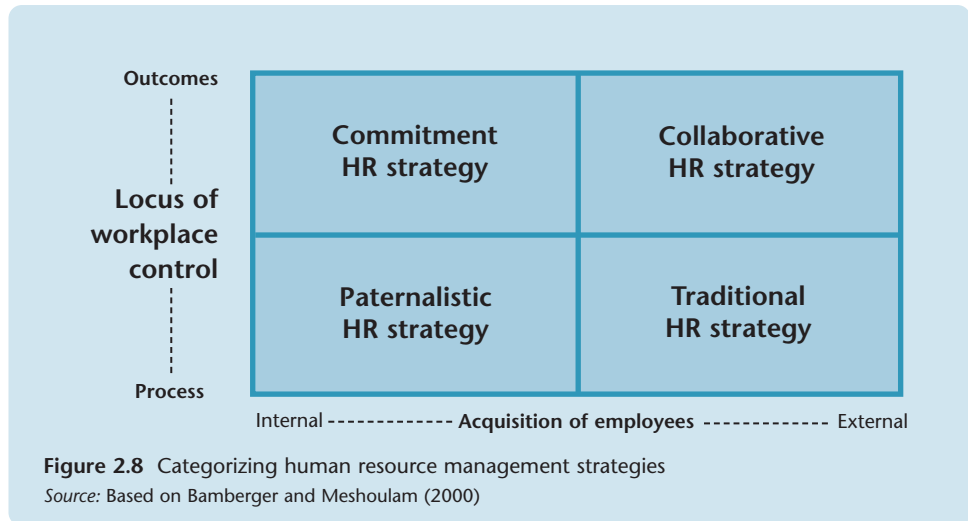 Outcomes
Locus of
workplace
control
Process
Commitment
HR strategy
Collaborative
HR strategy
Paternalistic
HR strategy
Traditional
HR strategy
Internal Acquisition of employees External
Figure 2.8 Categorizing human resource management strategies
Source: Based on Bamberger and Meshoulam (2000)